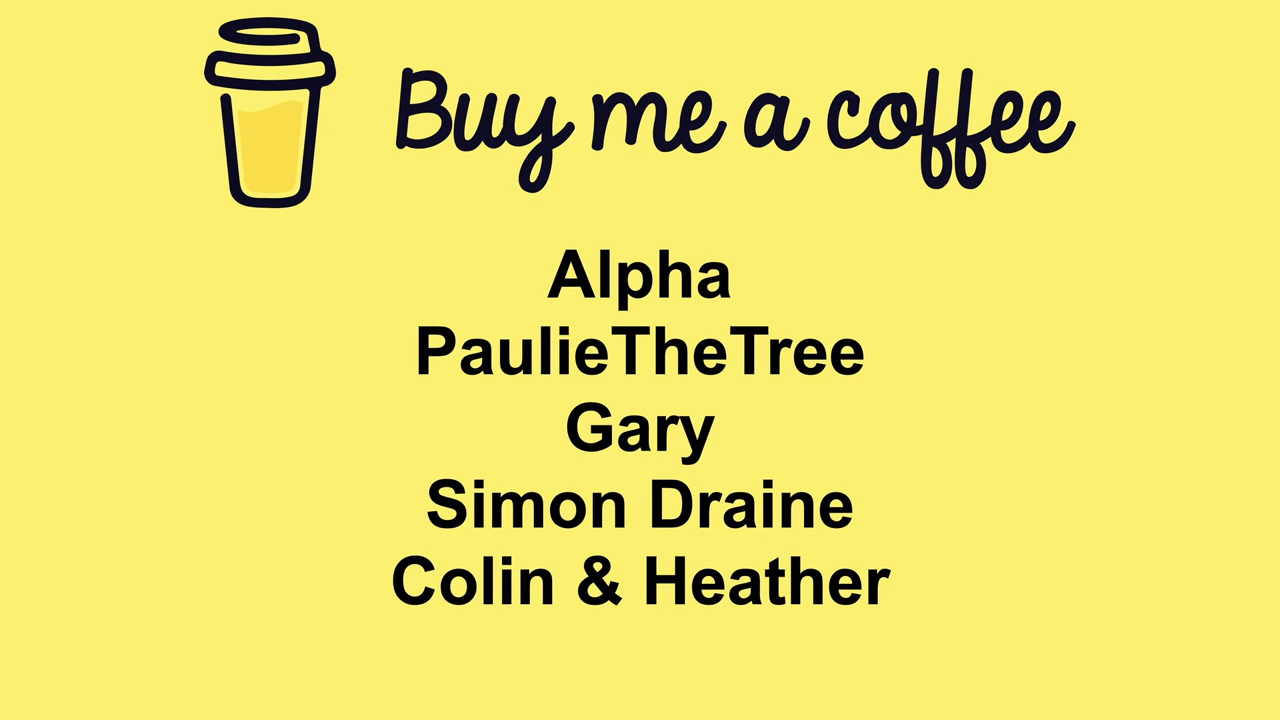 Buy me a coffee
Alpha
PaulieTheTree
Gary
Simon Draine
Colin & Heather